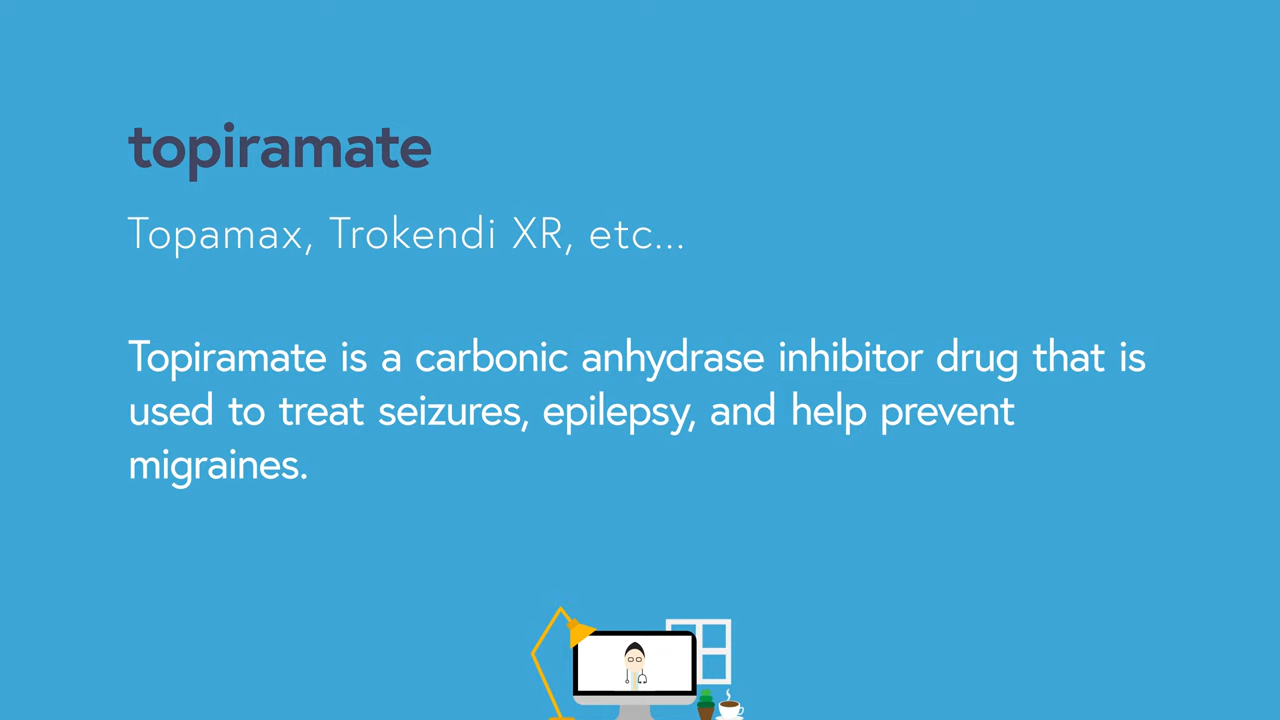 topiramate
Topamax, Trokendi XR, etc...
Topiramate is a carbonic anhydrase inhibitor drug that is
used to treat seizures, epilepsy, and help prevent
migraines.